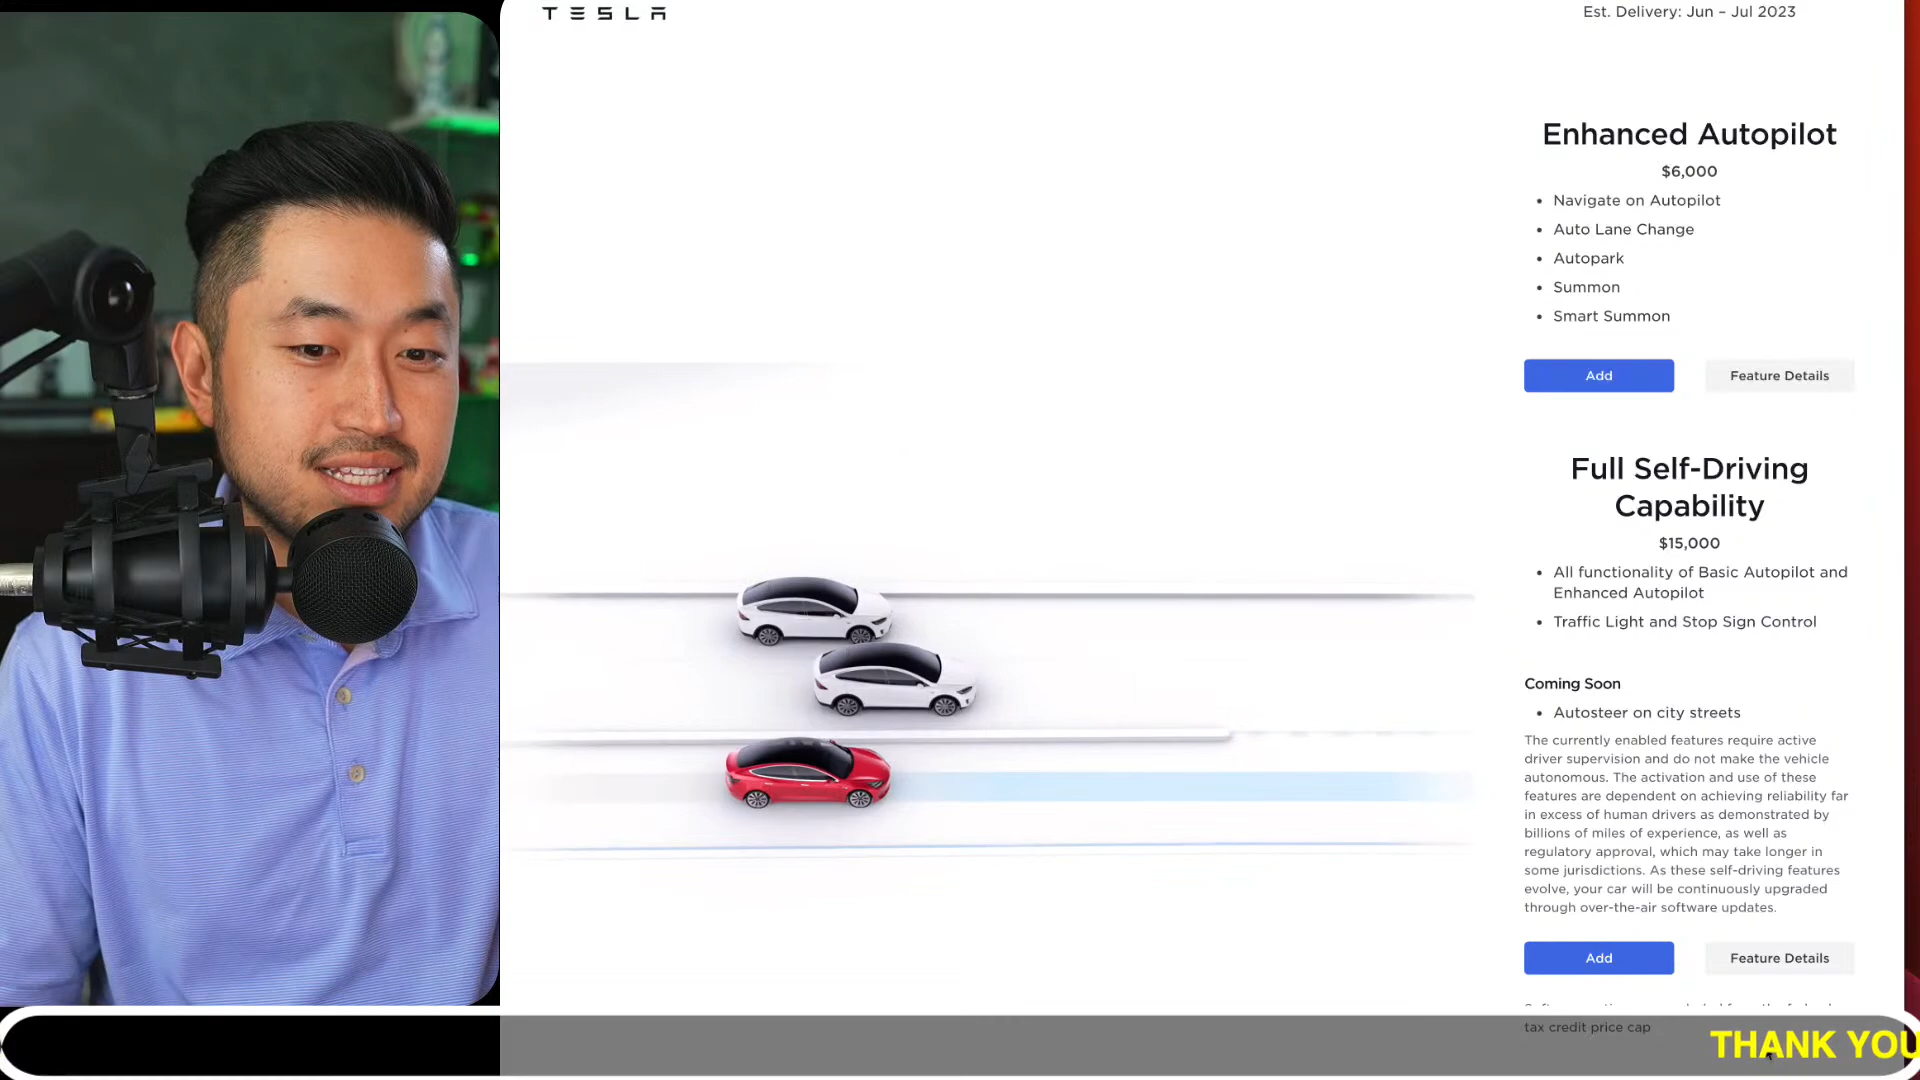 TESLA
Est. Delivery: Jun – Jul 2023
Enhanced Autopilot
$6,000
• Navigate on Autopilot
• Auto Lane Change
• Autopark
• Summon
• Smart Summon
Add
Feature Details
Full Self-Driving
Capability
$15,000
• All functionality of Basic Autopilot and
Enhanced Autopilot
• Traffic Light and Stop Sign Control
Coming Soon
• Autosteer on city streets
The currently enabled features require active
driver supervision and do not make the vehicle
autonomous. The activation and use of these
features are dependent on achieving reliability far
in excess of human drivers as demonstrated by
billions of miles of experience, as well as
regulatory approval, which may take longer in
some jurisdictions. As these self-driving features
evolve, your car will be continuously upgraded
through over-the-air software updates.
Add
Feature Details
tax credit price cap
THANK YOU